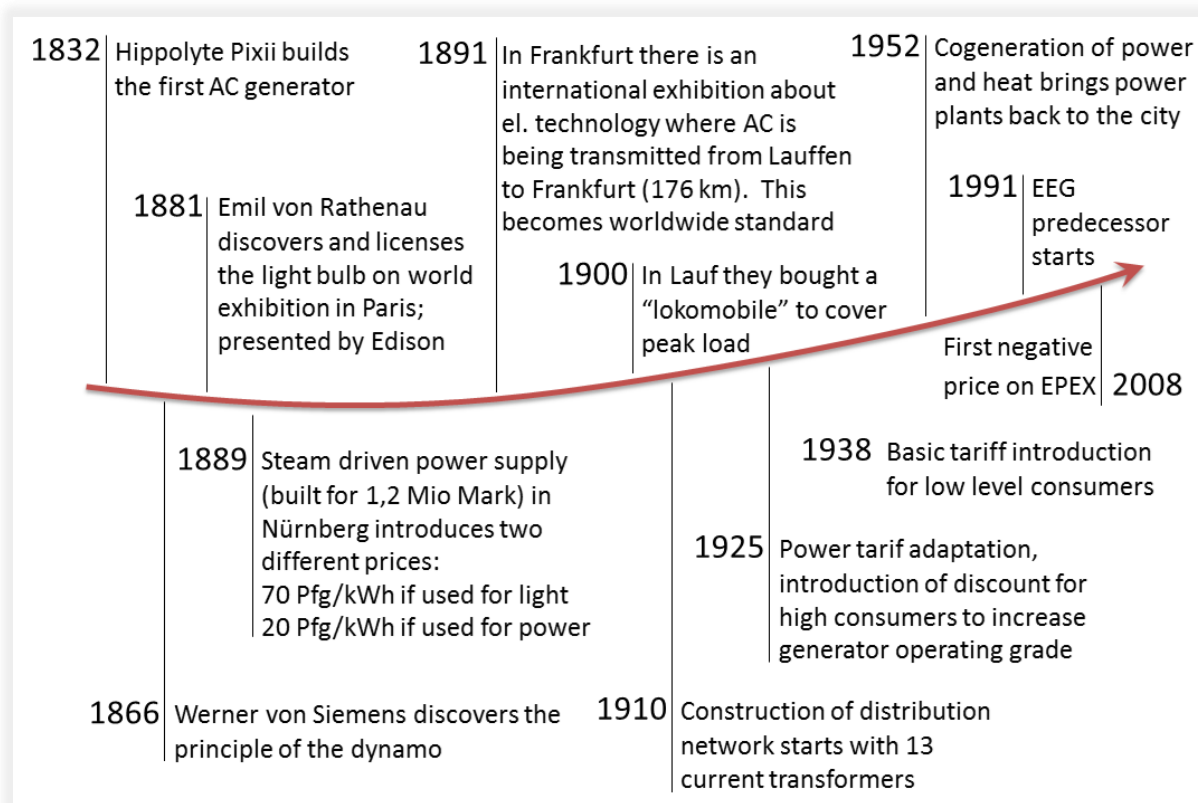 1832 Hippolyte Pixii builds
the first AC generator
1881 Emil von Rathenau
discovers and licenses
the light bulb on world
exhibition in Paris;
presented by Edison
1891 In Frankfurt there is an
international exhibition about
el. technology where AC is
being transmitted from Lauffen
to Frankfurt (176 km). This
becomes worldwide standard
1900 In Lauf they bought a
“lokomobile” to cover
peak load
1952 Cogeneration of power
and heat brings power
plants back to the city
1991 EEG
predecessor
starts
First negative
price on EPEX 2008
1889 Steam driven power supply
(built for 1,2 Mio Mark) in
Nürnberg introduces two
different prices:
70 Pfg/kWh if used for light
20 Pfg/kWh if used for power
1866 Werner von Siemens discovers the
principle of the dynamo
1938 Basic tariff introduction
for low level consumers
1925 Power tarif adaptation,
introduction of discount for
high consumers to increase
generator operating grade
1910 Construction of distribution
network starts with 13
current transformers